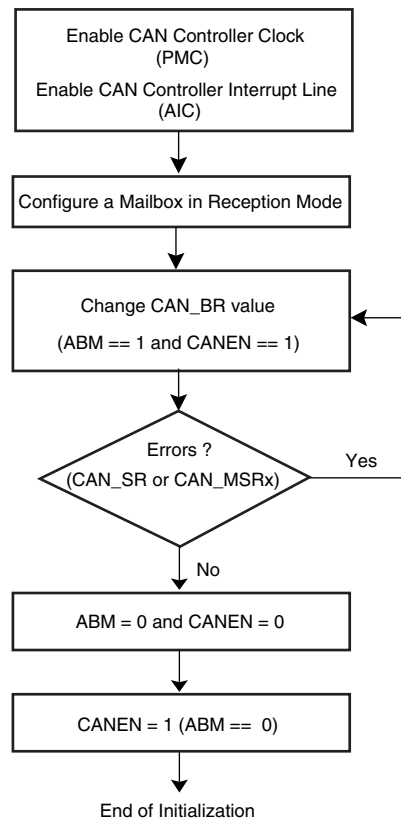 Enable CAN Controller Clock
(PMC)
Enable CAN Controller Interrupt Line
(AIC)
Configure a Mailbox in Reception Mode
Change CAN_BR value
(ABM == 1 and CANEN == 1)
Errors ?
(CAN_SR or CAN_MSRx)
Yes
No
ABM = 0 and CANEN = 0
CANEN = 1 (ABM == 0)
End of Initialization